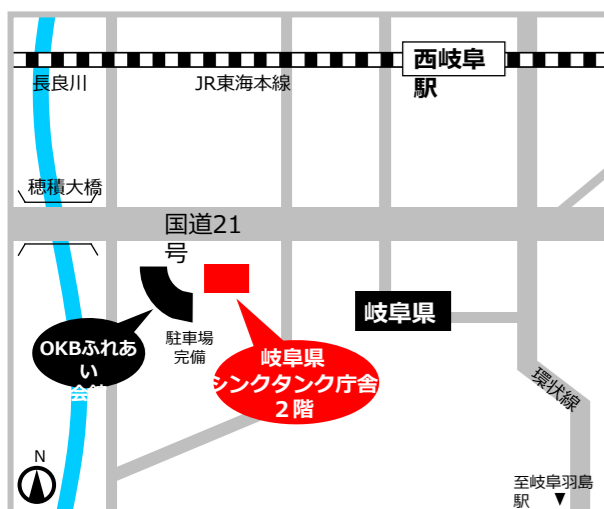 西岐阜
駅
長良川
JR東海本線
穂積大橋
国道21
号
岐阜県
OKBふれあ
い
駐車場
完備
岐阜県
シンクタンク庁舎
２階
環状線
N
至岐阜羽島
駅